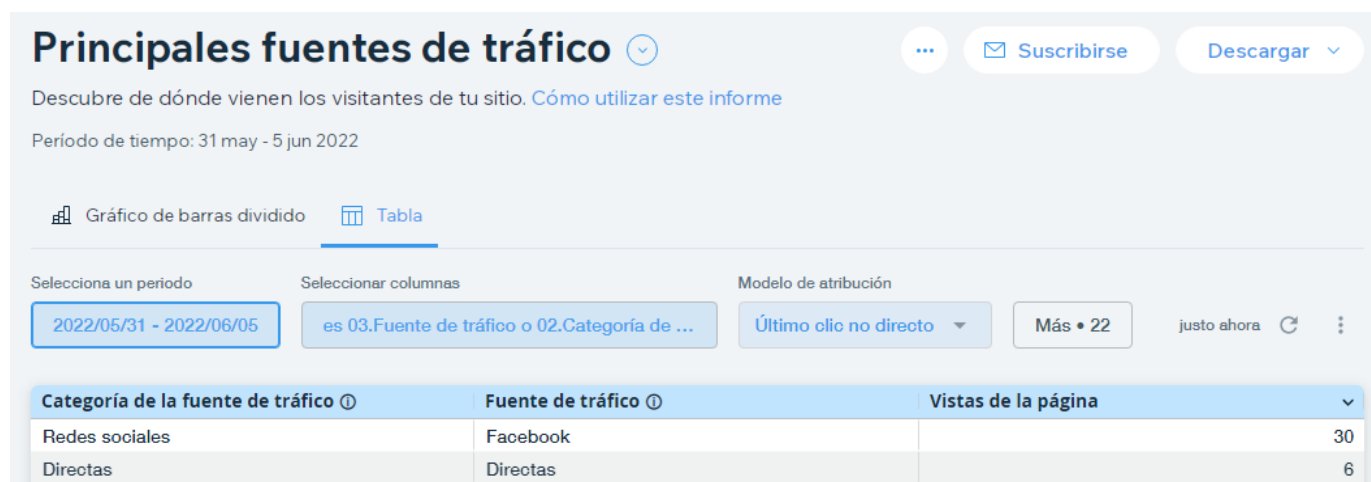 Principales fuentes de tráfico
... Suscribirse Descargar
Descubre de dónde vienen los visitantes de tu sitio. Cómo utilizar este informe
Período de tiempo: 31 may - 5 jun 2022
Gráfico de barras dividido Tabla
Selecciona un periodo Seleccionar columnas Modelo de atribución
2022/05/31 - 2022/06/05 es 03.Fuente de tráfico o 02.Categoría de ... Último clic no directo Más • 22 justo ahora
Categoría de la fuente de tráfico Fuente de tráfico Vistas de la página
Redes sociales Facebook 30
Directas Directas 6